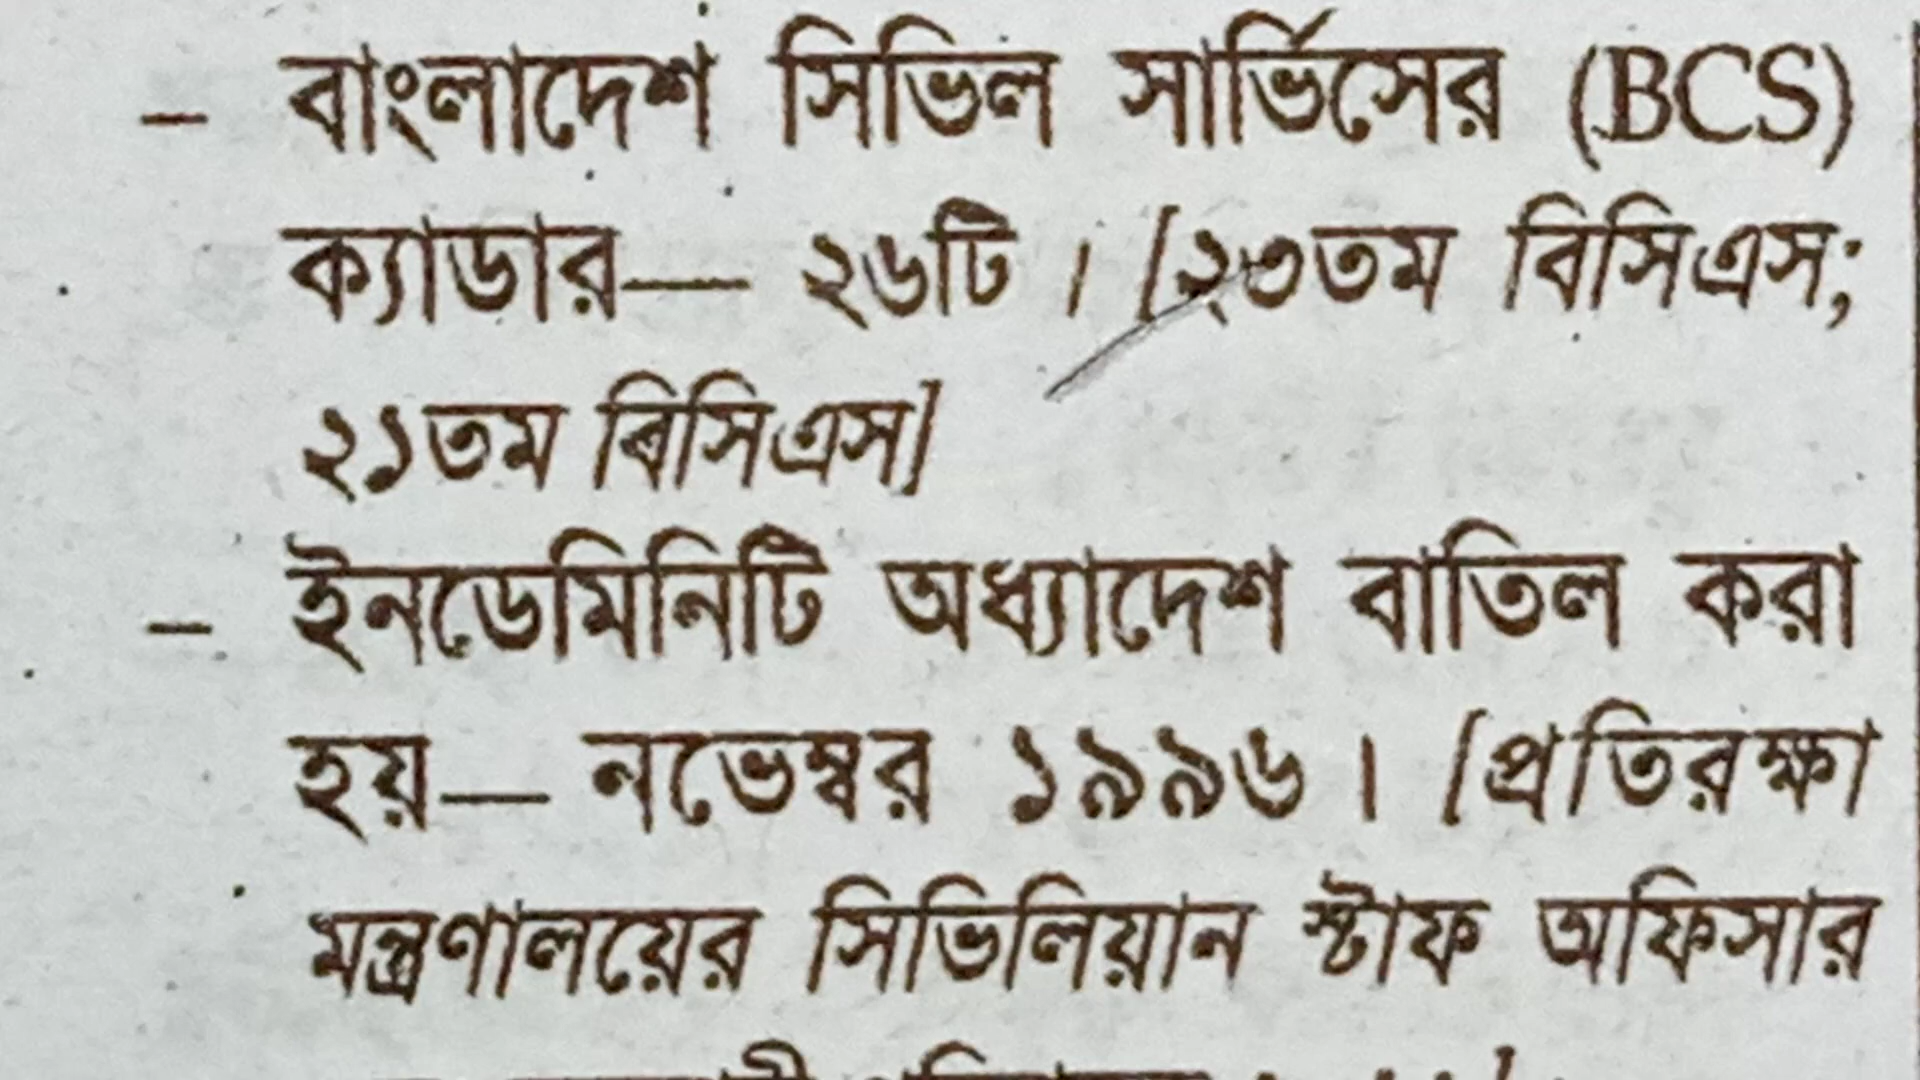 – বাংলাদেশ সিভিল সার্ভিসের (BCS)
ক্যাডার— ২৬টি। [২৩তম বিসিএস;
২১তম বিসিএস]
– ইনডেমিনিটি অধ্যাদেশ বাতিল করা
হয়— নভেম্বর ১৯৯৬। [প্রতিরক্ষা
মন্ত্রণালয়ের সিভিলিয়ান স্টাফ অফিসার